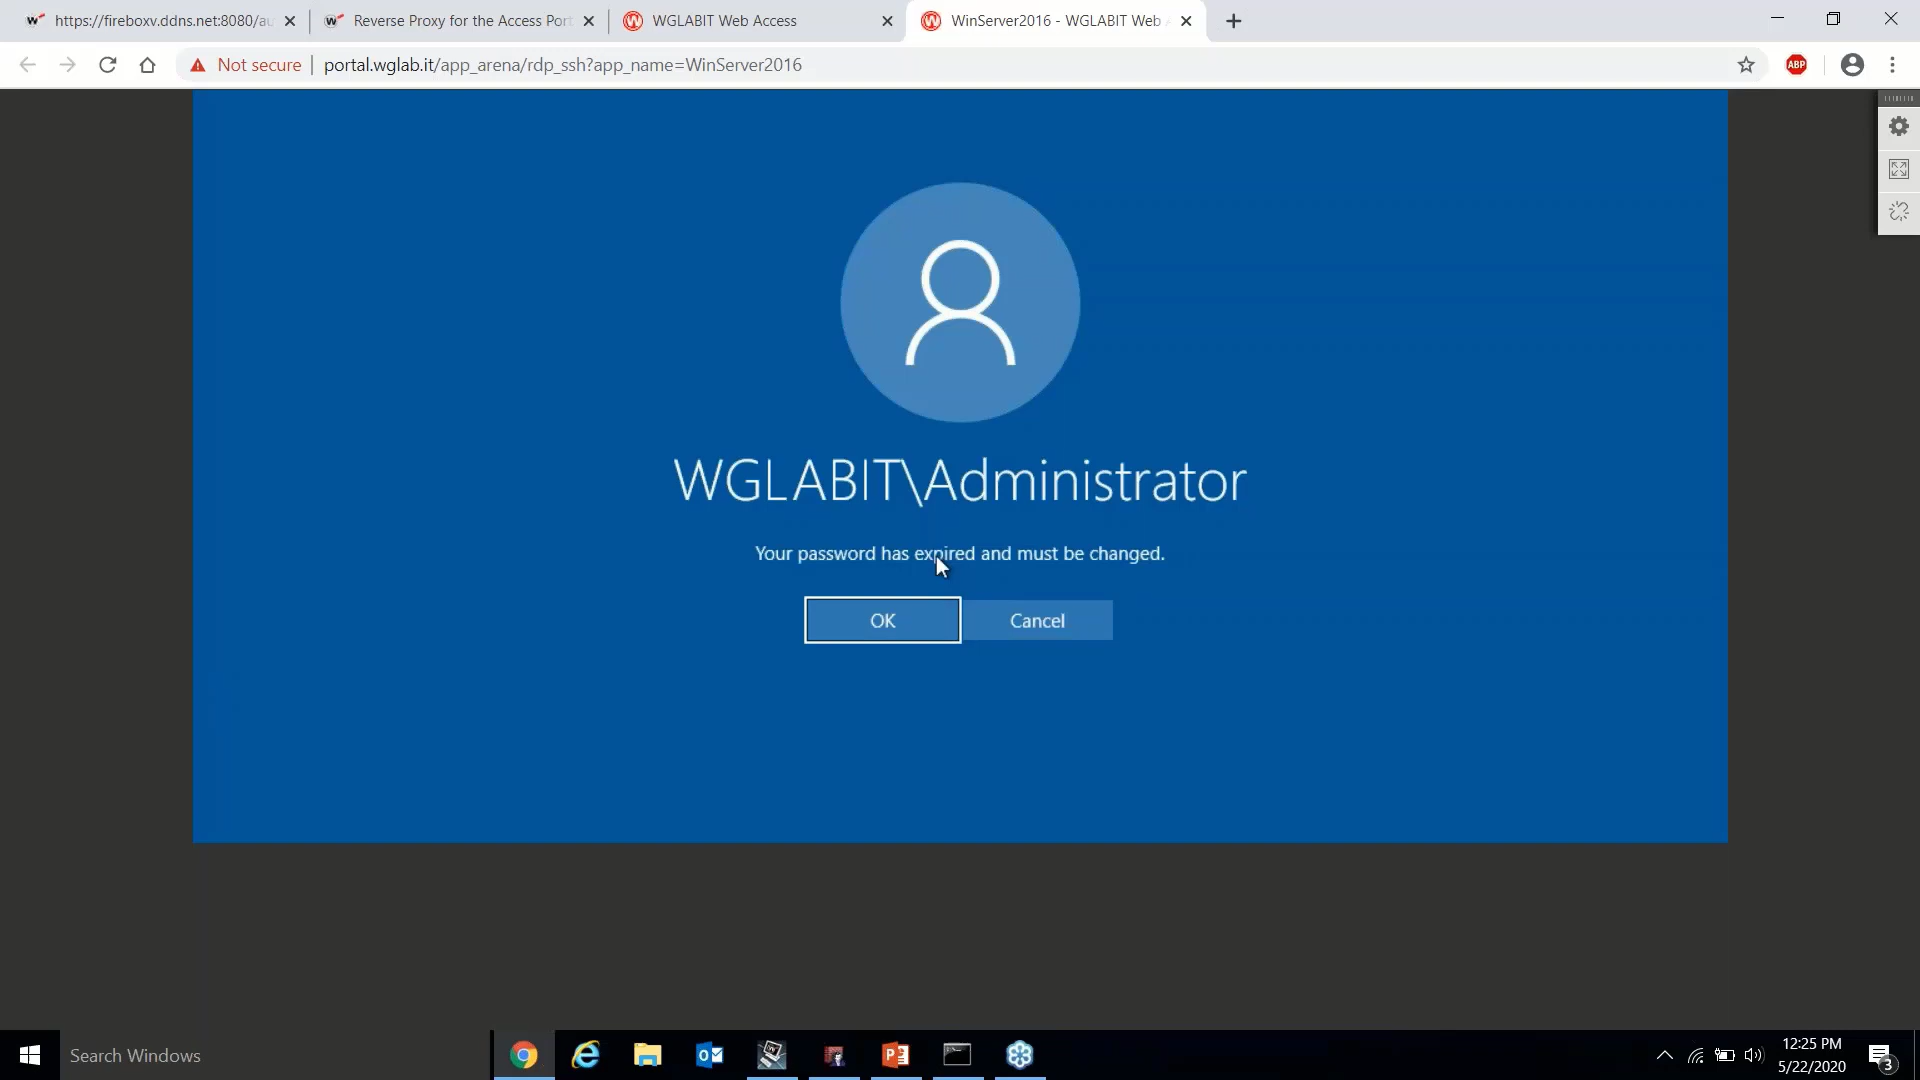 https://fireboxv.ddns.net:8080/au
Reverse Proxy for the Access Port
WGLABIT Web Access
WinServer2016 - WGLABIT Web A
Not secure
portal.wglab.it/app_arena/rdp_ssh?app_name=WinServer2016
ABP
WGLABIT\Administrator
Your password has expired and must be changed.
OK
Cancel
Search Windows
12:25 PM
5/22/2020
3